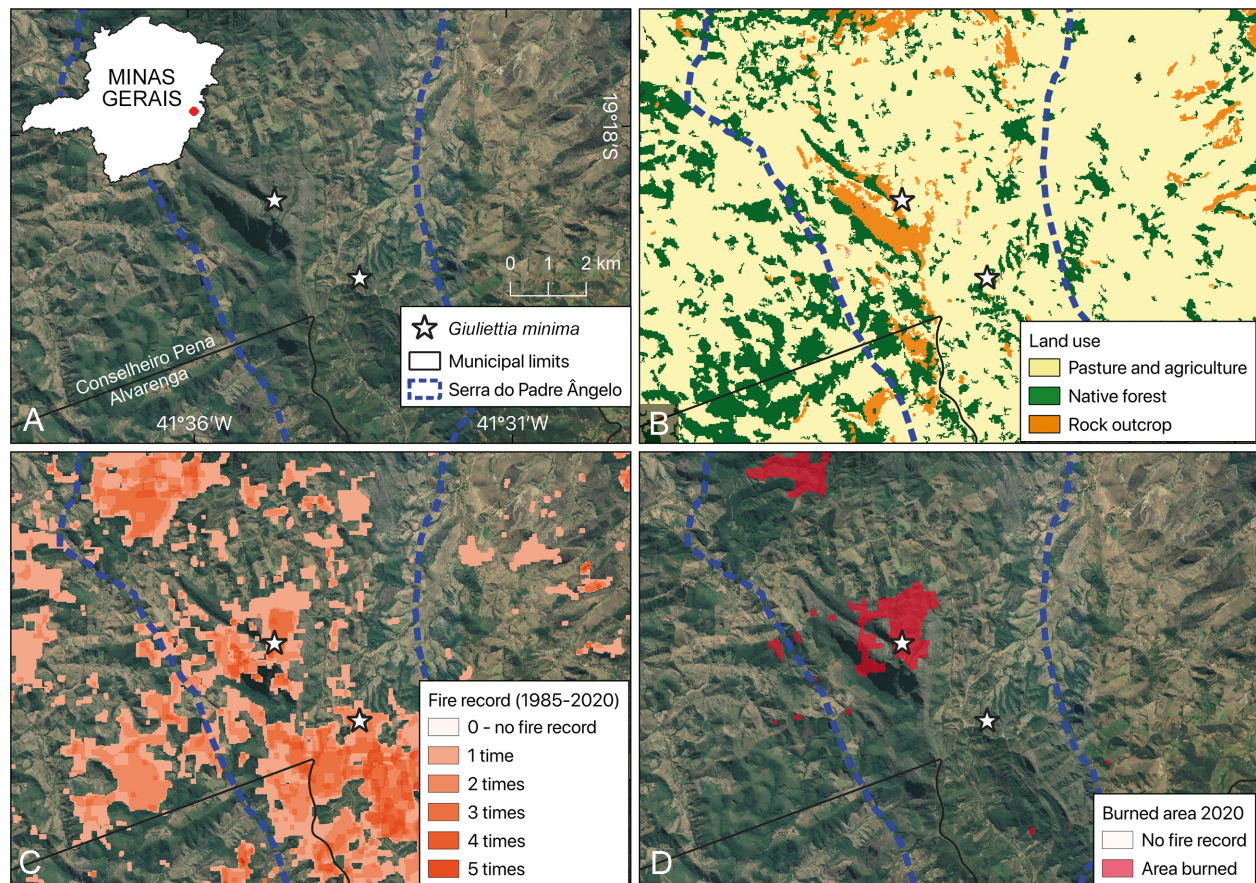 MINAS
GERAIS
19°18'S
0 1 2 km
Giuliettia minima
Municipal limits
Serra do Padre Ângelo
Conselheiro Pena
Alvarenga
41°36'W
41°31'W
A
Land use
Pasture and agriculture
Native forest
Rock outcrop
B
Fire record (1985-2020)
0 - no fire record
1 time
2 times
3 times
4 times
5 times
C
Burned area 2020
No fire record
Area burned
D